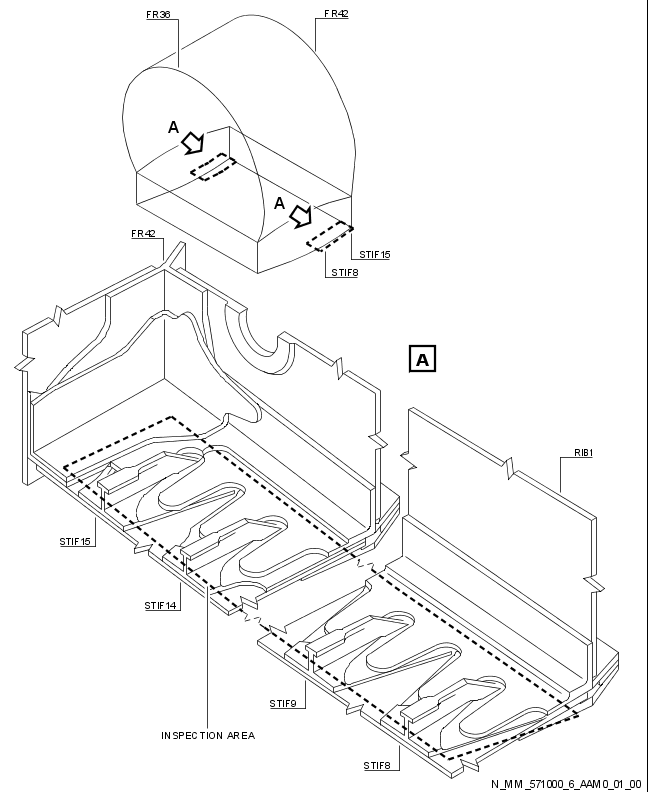 FR36
FR42
A
A
STIF15
STIF8
FR42
A
RIB1
STIF15
STIF14
STIF9
INSPECTION AREA
STIF8
N_MM_571000_6_AAM0_01_00